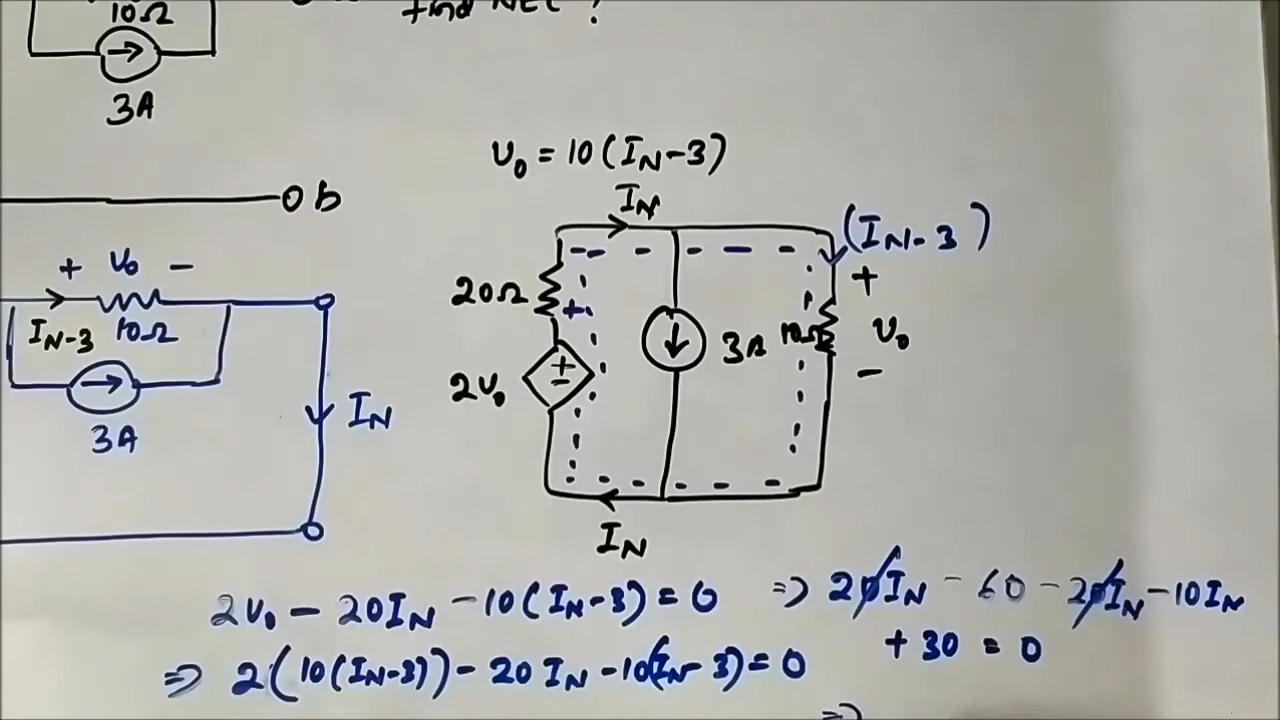 10Ω
find NEC ?
3A
b
V₀ = 10(I_N-3)
I_N
(I_N-3)
+ V₀ -
I_N-3
10Ω
3A
I_N
20Ω
+
2V₀
+
-
3A
10Ω
+
V₀
-
I_N
2V₀ - 20I_N - 10(I_N-3) = 0
⇒ 20I_N - 60 - 20I_N - 10I_N
+ 30 = 0
⇒ 2(10(I_N-3)) - 20 I_N - 10(I_N-3) = 0
⇒